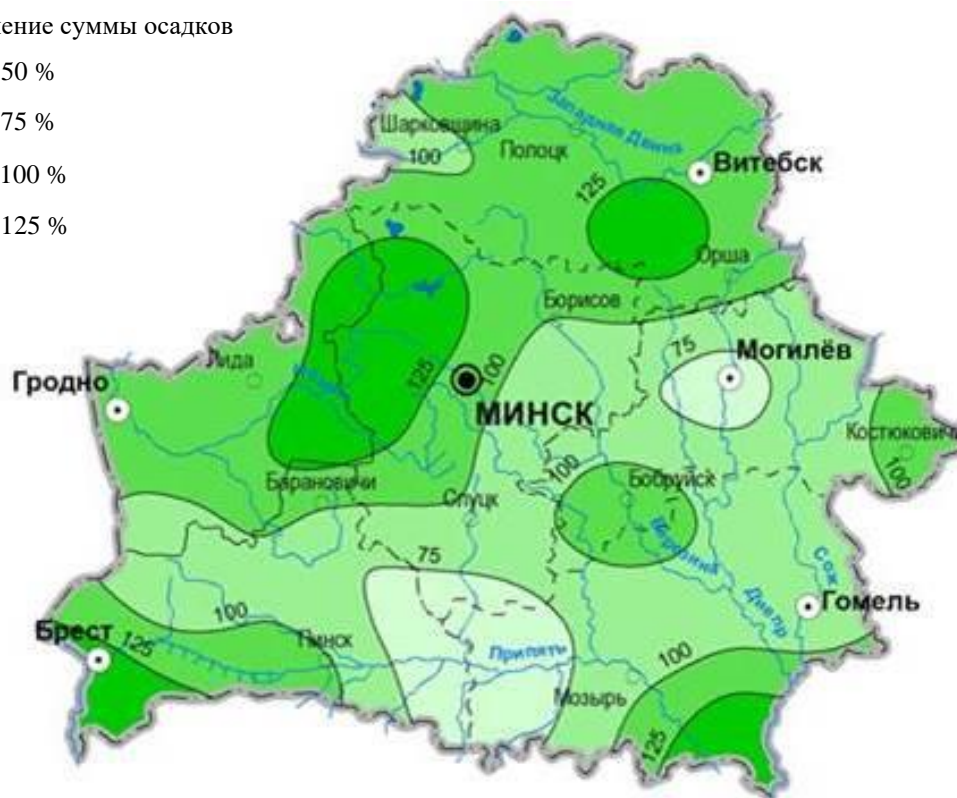 ение суммы осадков
50 %
75 %
100 %
125 %
Шарковщина
100
Западная Двина
Полоцк
Витебск
125
Орша
Борисов
75
Могилёв
Лида
Гродно
125
100
МИНСК
Костюкович
100
Барановичи
100
Бобруйск
Слуцк
75
Березина
Сож
Днепр
Гомель
100
Брест
125
Пинск
Припять
100
Мозырь
125